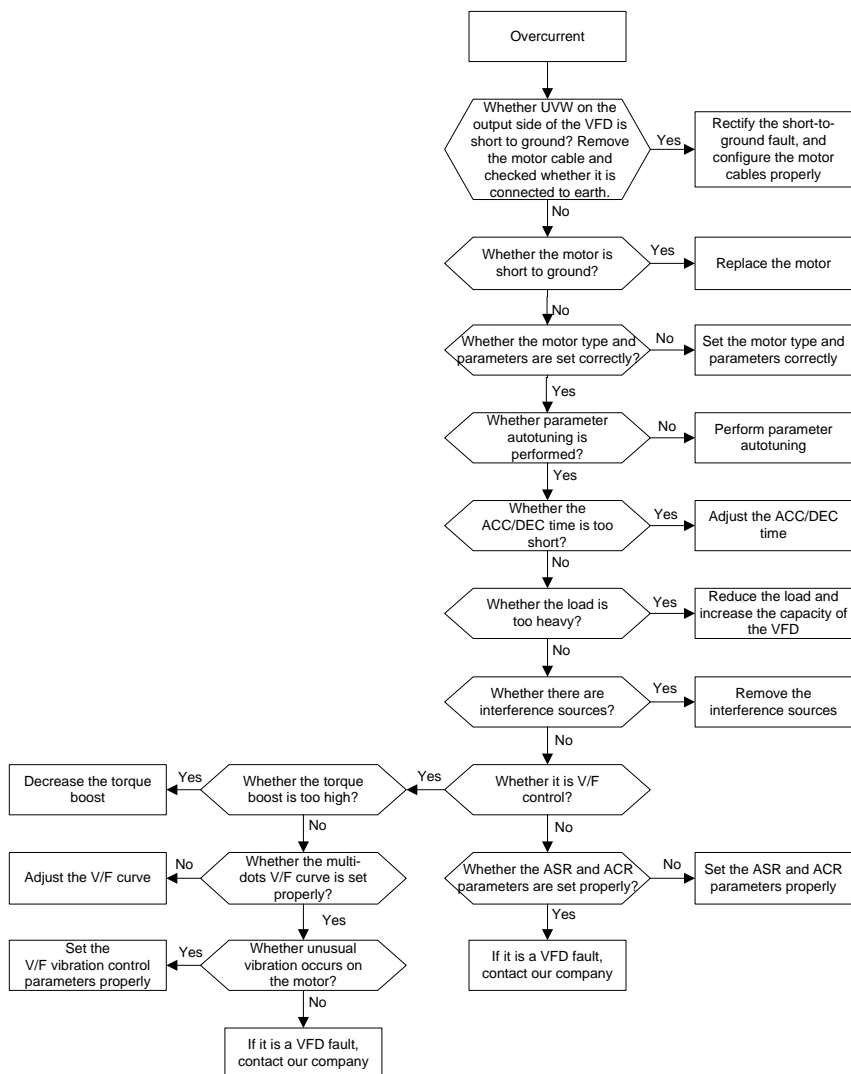 Overcurrent
Whether UVW on the
output side of the VFD is
short to ground? Remove
the motor cable and
checked whether it is
connected to earth.
Yes
Rectify the short-to-
ground fault, and
configure the motor
cables properly
No
Whether the motor is
short to ground?
Yes
Replace the motor
No
Whether the motor type and
parameters are set correctly?
No
Set the motor type and
parameters correctly
Yes
Whether parameter
autotuning is
performed?
No
Perform parameter
autotuning
Yes
Whether the
ACC/DEC time is too
short?
Yes
Adjust the ACC/DEC
time
No
Whether the load is
too heavy?
Yes
Reduce the load and
increase the capacity of
the VFD
No
Whether there are
interference sources?
Yes
Remove the
interference sources
No
Whether it is V/F
control?
Yes
Whether the torque
boost is too high?
Yes
Decrease the torque
boost
No
Whether the multi-
dots V/F curve is set
properly?
No
Adjust the V/F curve
Yes
Whether unusual
vibration occurs on
the motor?
Yes
Set the
V/F vibration control
parameters properly
No
If it is a VFD fault,
contact our company
No
Whether the ASR and ACR
parameters are set properly?
No
Set the ASR and ACR
parameters properly
Yes
If it is a VFD fault,
contact our company